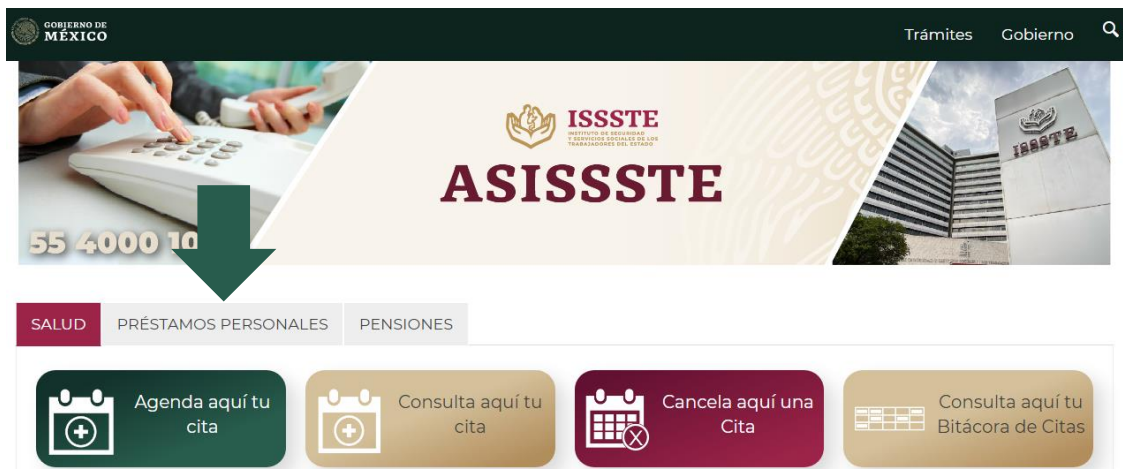 GOBIERNO DE
MÉXICO
Trámites Gobierno
ISSSTE
INSTITUTO DE SEGURIDAD
Y SERVICIOS SOCIALES DE LOS
TRABAJADORES DEL ESTADO
ASISSSTE
ISSSTE
55 4000 10
SALUD PRÉSTAMOS PERSONALES PENSIONES
Agenda aquí tu
cita
Consulta aquí tu
cita
Cancela aquí una
Cita
Consulta aquí tu
Bitácora de Citas